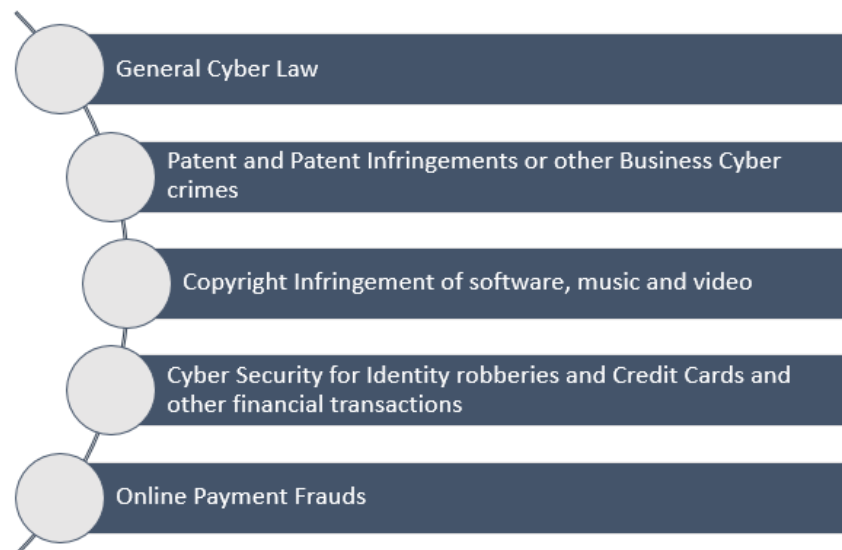 General Cyber Law
Patent and Patent Infringements or other Business Cyber
crimes
Copyright Infringement of software, music and video
Cyber Security for Identity robberies and Credit Cards and
other financial transactions
Online Payment Frauds